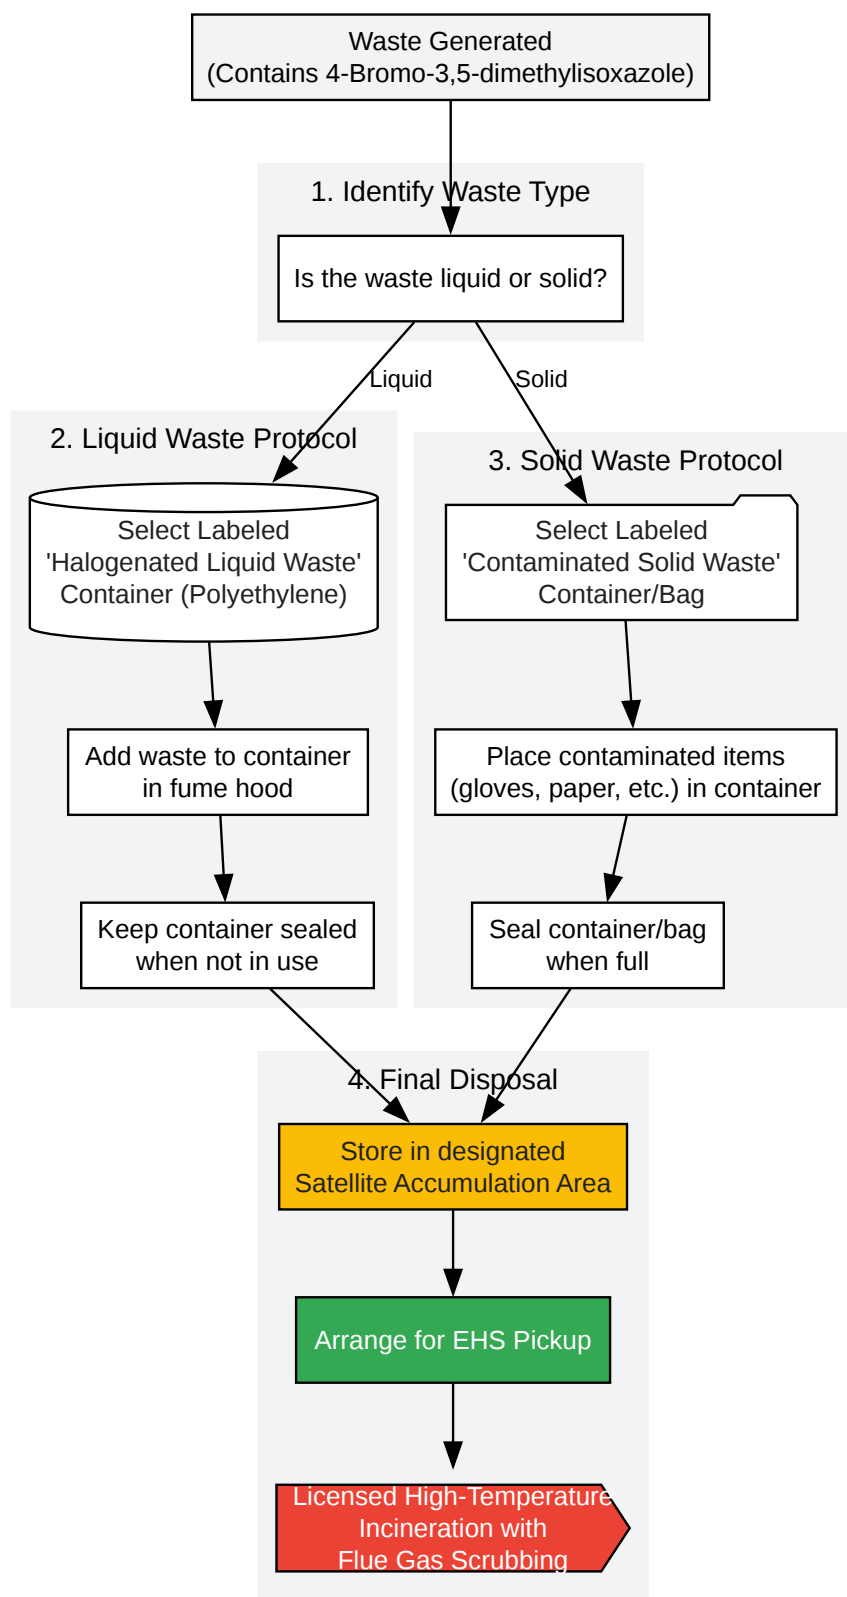 Waste Generated
(Contains 4-Bromo-3,5-dimethylisoxazole)
1. Identify Waste Type
Is the waste liquid or solid?
Liquid
Solid
2. Liquid Waste Protocol
Select Labeled
'Halogenated Liquid Waste'
Container (Polyethylene)
Add waste to container
in fume hood
Keep container sealed
when not in use
3. Solid Waste Protocol
Select Labeled
'Contaminated Solid Waste'
Container/Bag
Place contaminated items
(gloves, paper, etc.) in container
Seal container/bag
when full
4. Final Disposal
Store in designated
Satellite Accumulation Area
Arrange for EHS Pickup
Licensed High-Temperature
Incineration with
Flue Gas Scrubbing